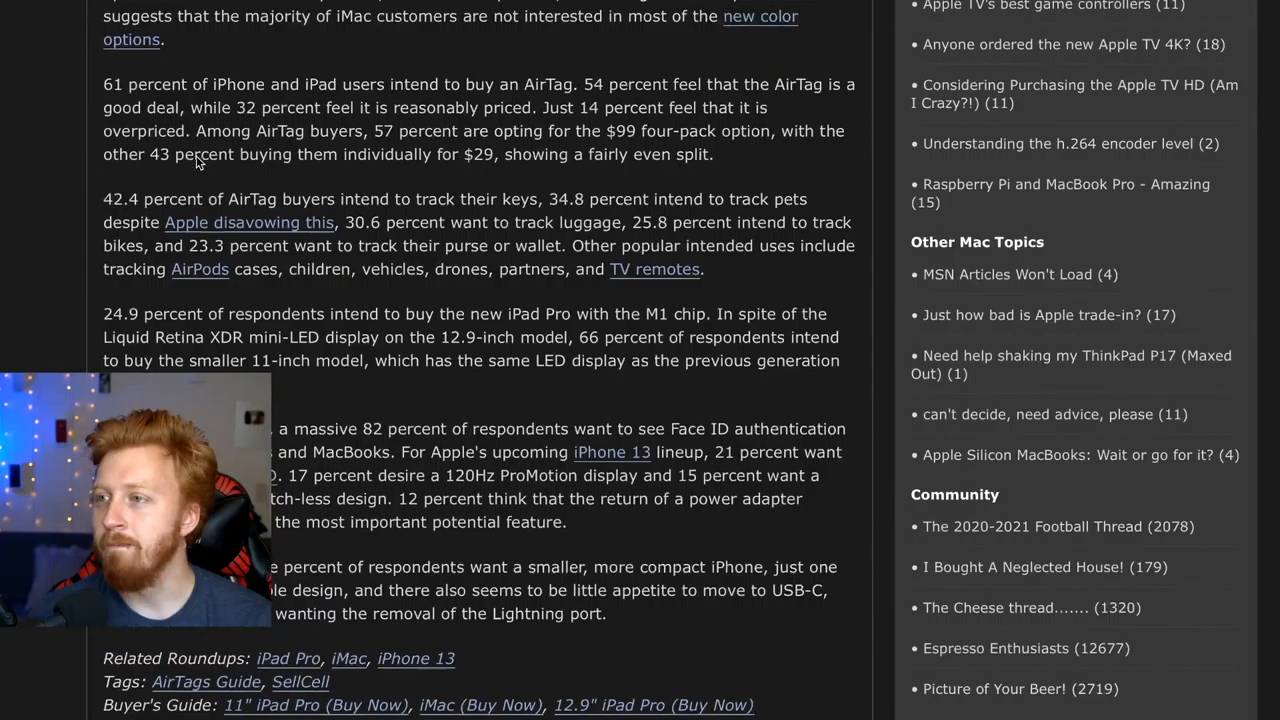 suggests that the majority of iMac customers are not interested in most of the new color
options.
61 percent of iPhone and iPad users intend to buy an AirTag. 54 percent feel that the AirTag is a
good deal, while 32 percent feel it is reasonably priced. Just 14 percent feel that it is
overpriced. Among AirTag buyers, 57 percent are opting for the $99 four-pack option, with the
other 43 percent buying them individually for $29, showing a fairly even split.
42.4 percent of AirTag buyers intend to track their keys, 34.8 percent intend to track pets
despite Apple disavowing this, 30.6 percent want to track luggage, 25.8 percent intend to track
bikes, and 23.3 percent want to track their purse or wallet. Other popular intended uses include
tracking AirPods cases, children, vehicles, drones, partners, and TV remotes.
24.9 percent of respondents intend to buy the new iPad Pro with the M1 chip. In spite of the
Liquid Retina XDR mini-LED display on the 12.9-inch model, 66 percent of respondents intend
to buy the smaller 11-inch model, which has the same LED display as the previous generation
, a massive 82 percent of respondents want to see Face ID authentication
and MacBooks. For Apple's upcoming iPhone 13 lineup, 21 percent want
. 17 percent desire a 120Hz ProMotion display and 15 percent want a
tch-less design. 12 percent think that the return of a power adapter
the most important potential feature.
e percent of respondents want a smaller, more compact iPhone, just one
le design, and there also seems to be little appetite to move to USB-C,
wanting the removal of the Lightning port.
Related Roundups: iPad Pro, iMac, iPhone 13
Tags: AirTags Guide, SellCell
Buyer's Guide: 11" iPad Pro (Buy Now), iMac (Buy Now), 12.9" iPad Pro (Buy Now)
• Apple TV's best game controllers (11)
• Anyone ordered the new Apple TV 4K? (18)
• Considering Purchasing the Apple TV HD (Am
I Crazy?!) (11)
• Understanding the h.264 encoder level (2)
• Raspberry Pi and MacBook Pro - Amazing
(15)
Other Mac Topics
• MSN Articles Won't Load (4)
• Just how bad is Apple trade-in? (17)
• Need help shaking my ThinkPad P17 (Maxed
Out) (1)
• can't decide, need advice, please (11)
• Apple Silicon MacBooks: Wait or go for it? (4)
Community
• The 2020-2021 Football Thread (2078)
• I Bought A Neglected House! (179)
• The Cheese thread....... (1320)
• Espresso Enthusiasts (12677)
• Picture of Your Beer! (2719)